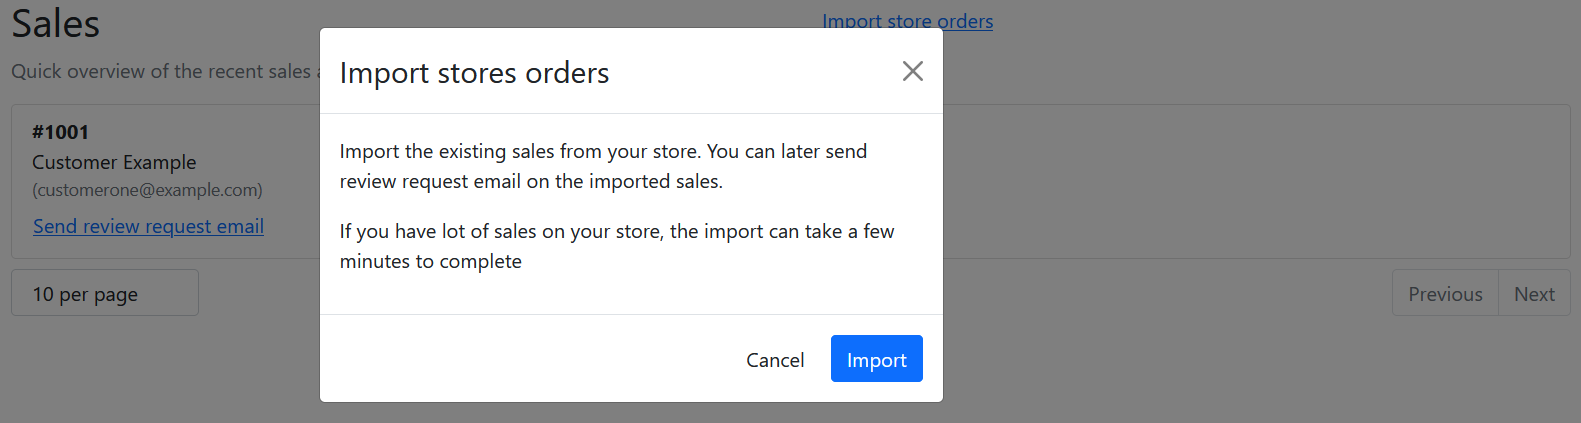 Sales
Import store orders
Quick overview of the recent sales
Import stores orders
#1001
Customer Example
(customerone@example.com)
Send review request email
Import the existing sales from your store. You can later send
review request email on the imported sales.
If you have lot of sales on your store, the import can take a few
minutes to complete
10 per page
Previous
Next
Cancel
Import